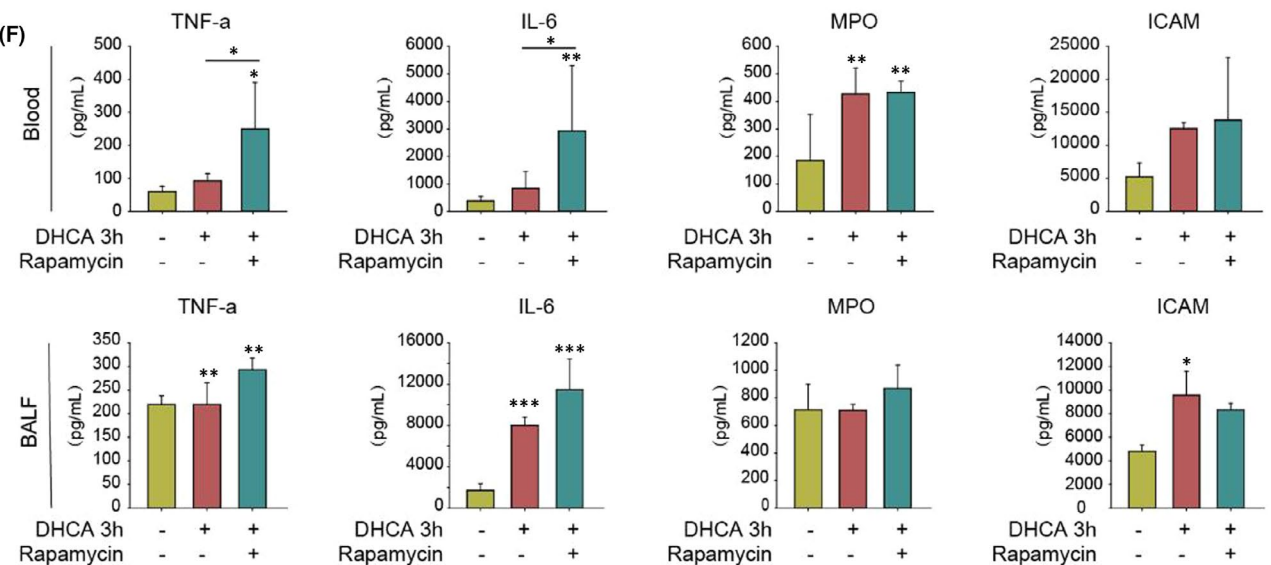 (F)
TNF-a IL-6 MPO ICAM
Blood
(pg/mL) (pg/mL) (pg/mL) (pg/mL)
500 6000 600 25000
400 5000 500 20000
300 4000 400 15000
200 3000 300 10000
100 2000 200 5000
0 1000 100 0
0 0
* * ** ** ** *
DHCA 3h - + + DHCA 3h - + + DHCA 3h - + + DHCA 3h - + +
Rapamycin - - + Rapamycin - - + Rapamycin - - + Rapamycin - - +
TNF-a IL-6 MPO ICAM
BALF
(pg/mL) (pg/mL) (pg/mL) (pg/mL)
350 16000 1200 14000
300 12000 1000 12000
250 8000 800 10000
200 4000 600 8000
150 0 400 6000
100 200 4000
50 0 2000
0 0
** ** *** *** *
DHCA 3h - + + DHCA 3h - + + DHCA 3h - + + DHCA 3h - + +
Rapamycin - - + Rapamycin - - + Rapamycin - - + Rapamycin - - +